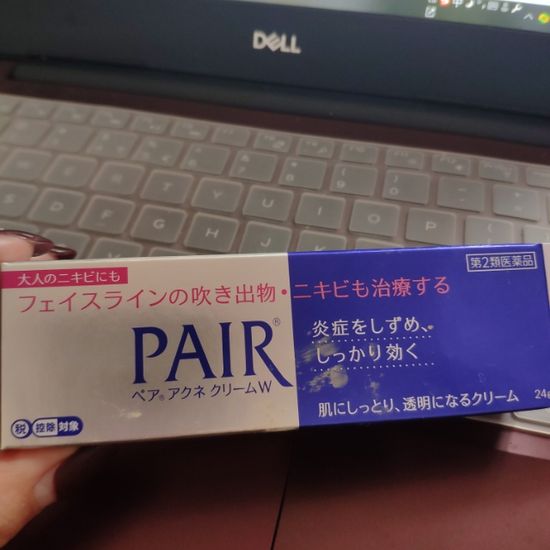 DELL
大人のニキビにも
第2類医薬品
フェイスラインの吹き出物・ニキビも治療する
PAIR®
ペア®アクネクリームW
炎症をしずめ、
しっかり効く
肌にしっとり、透明になるクリーム
24g
税 控除 対象